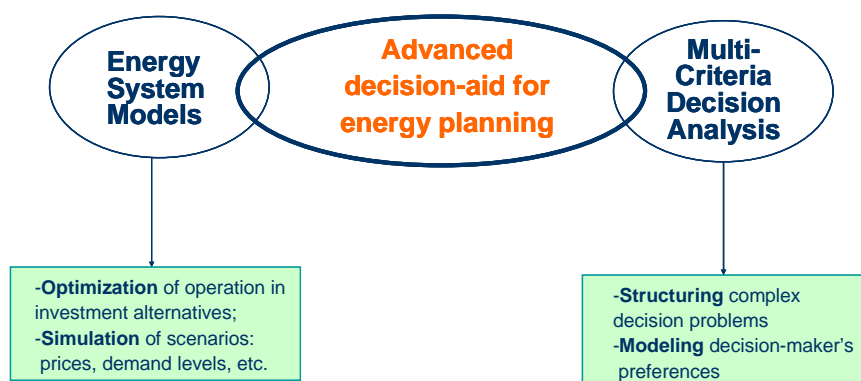 Energy
System
Models
Advanced
decision-aid for
energy planning
Multi-
Criteria
Decision
Analysis
-Optimization of operation in
investment alternatives;
-Simulation of scenarios:
prices, demand levels, etc.
-Structuring complex
decision problems
-Modeling decision-maker's
preferences